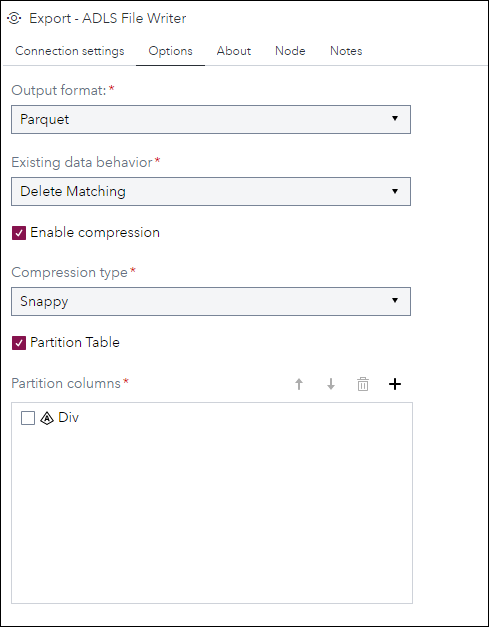 Export - ADLS File Writer
Connection settings Options About Node Notes
Output format:*
Parquet
Existing data behavior*
Delete Matching
Enable compression
Compression type*
Snappy
Partition Table
Partition columns*
Div